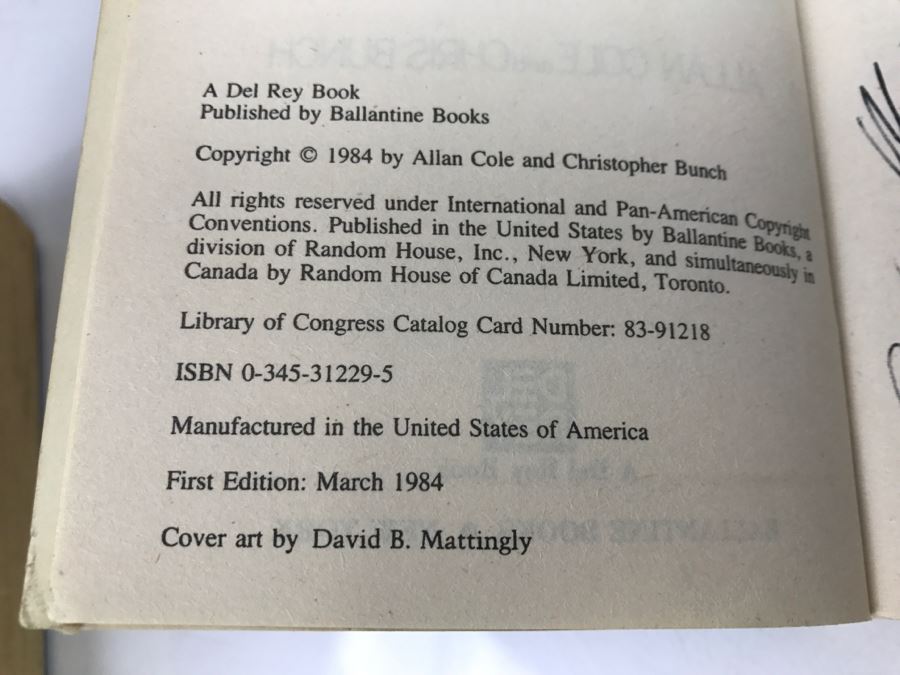 A Del Rey Book
Published by Ballantine Books
Copyright © 1984 by Allan Cole and Christopher Bunch
All rights reserved under International and Pan-American Copyright
Conventions. Published in the United States by Ballantine Books, a
division of Random House, Inc., New York, and simultaneously in
Canada by Random House of Canada Limited, Toronto.
Library of Congress Catalog Card Number: 83-91218
ISBN 0-345-31229-5
Manufactured in the United States of America
First Edition: March 1984
Cover art by David B. Mattingly